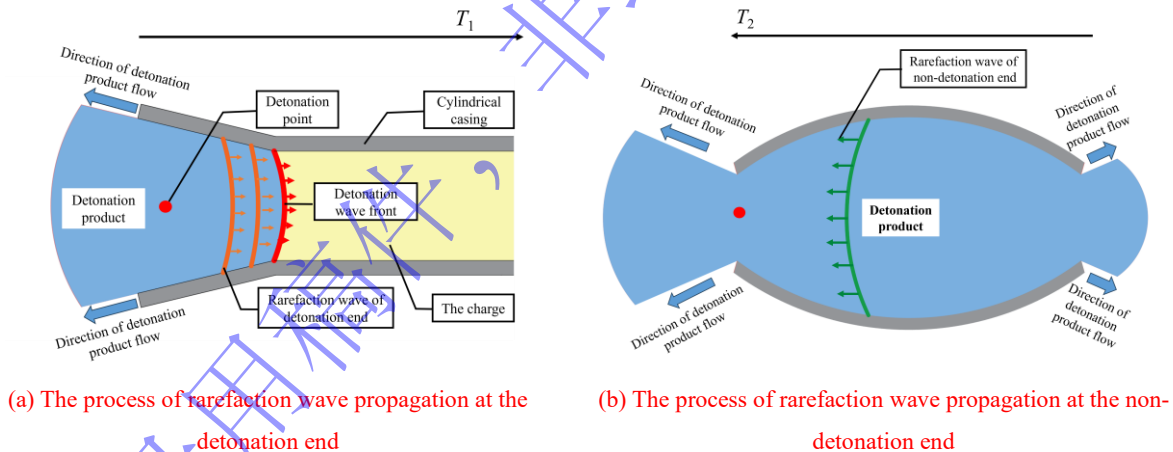 T1
Direction of detonation
product flow
Detonation
point
Cylindrical
casing
Detonation
product
Detonation
wave front
Rarefaction wave of
detonation end
The charge
Direction of detonation
product flow
(a) The process of rarefaction wave propagation at the
detonation end
T2
Rarefaction wave of
non-detonation end
Direction of detonation
product flow
Direction of
detonation
product flow
Detonation
product
Direction of detonation
product flow
Direction of
detonation
product flow
(b) The process of rarefaction wave propagation at the non-
detonation end
用稿件，